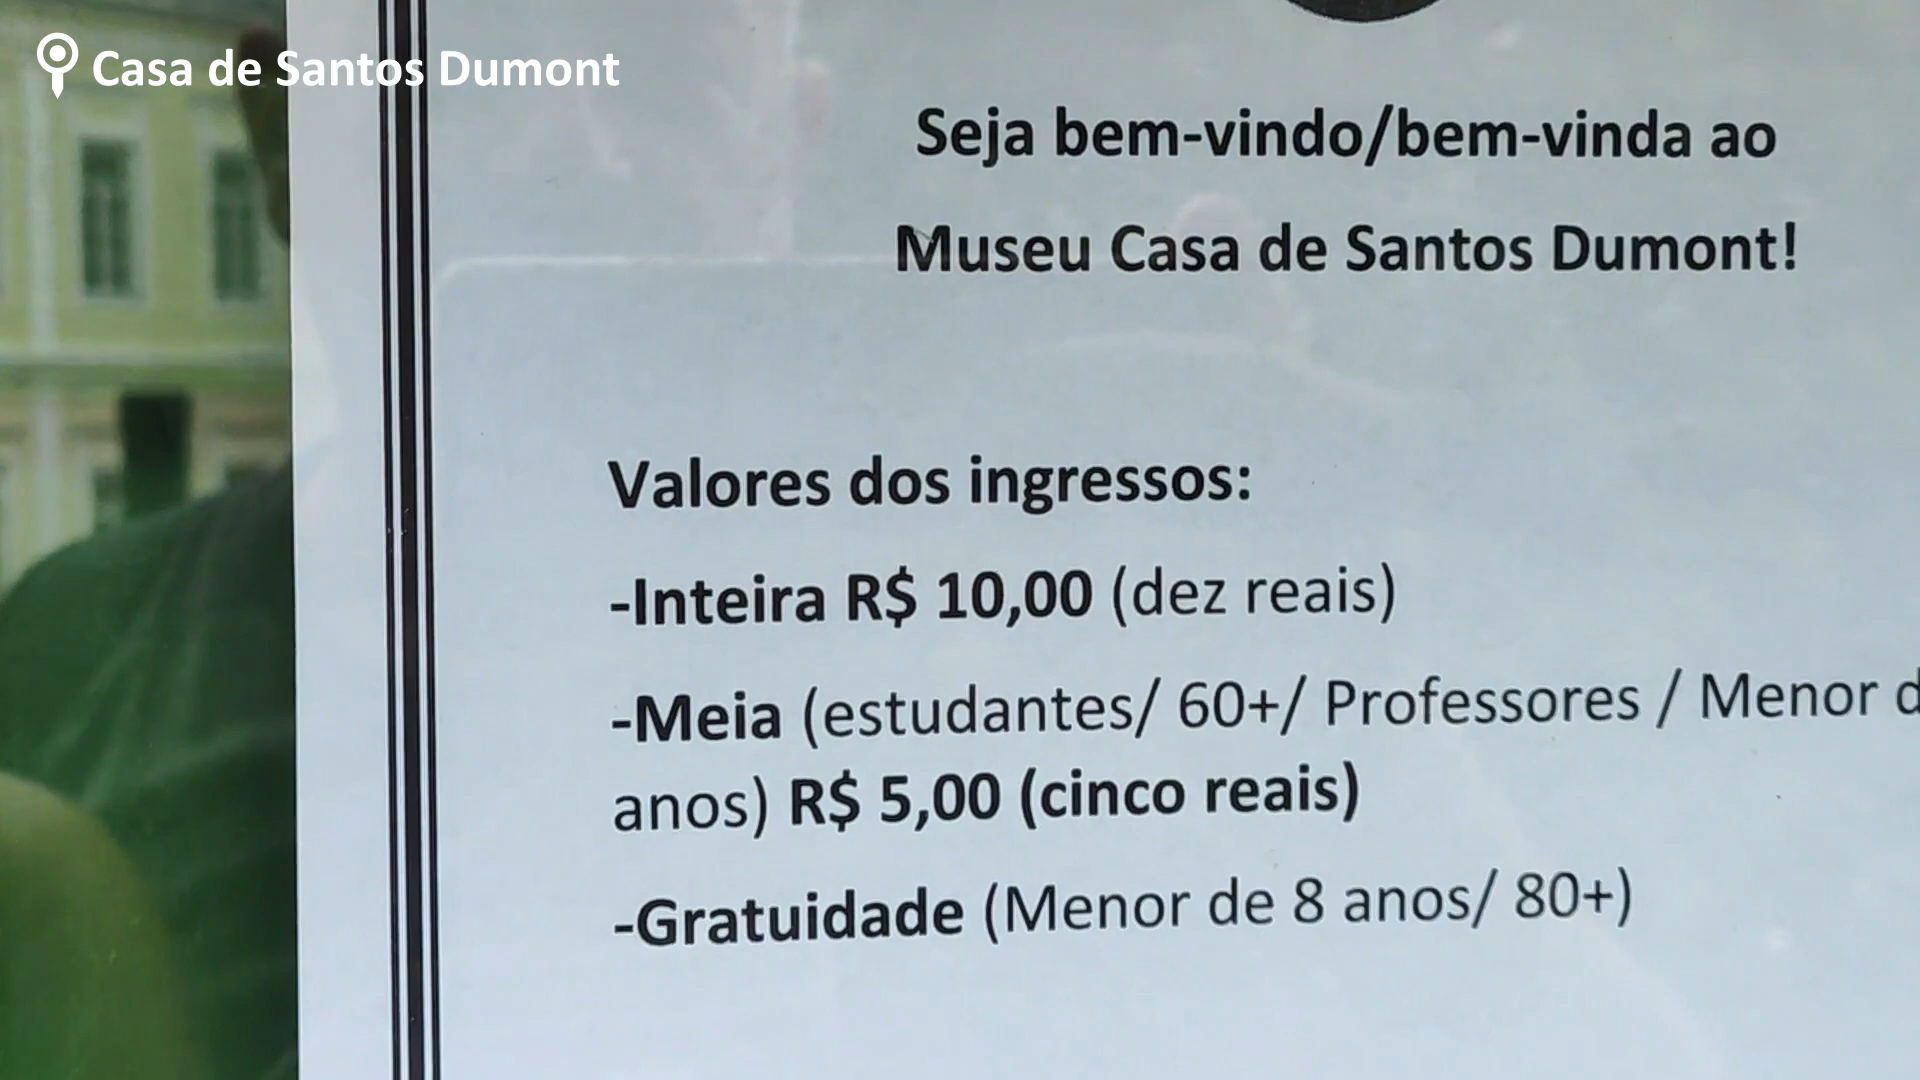 Casa de Santos Dumont
Seja bem-vindo/bem-vinda ao
Museu Casa de Santos Dumont!
Valores dos ingressos:
-Inteira R$ 10,00 (dez reais)
-Meia (estudantes/ 60+/ Professores / Menor
anos) R$ 5,00 (cinco reais)
-Gratuidade (Menor de 8 anos/ 80+)